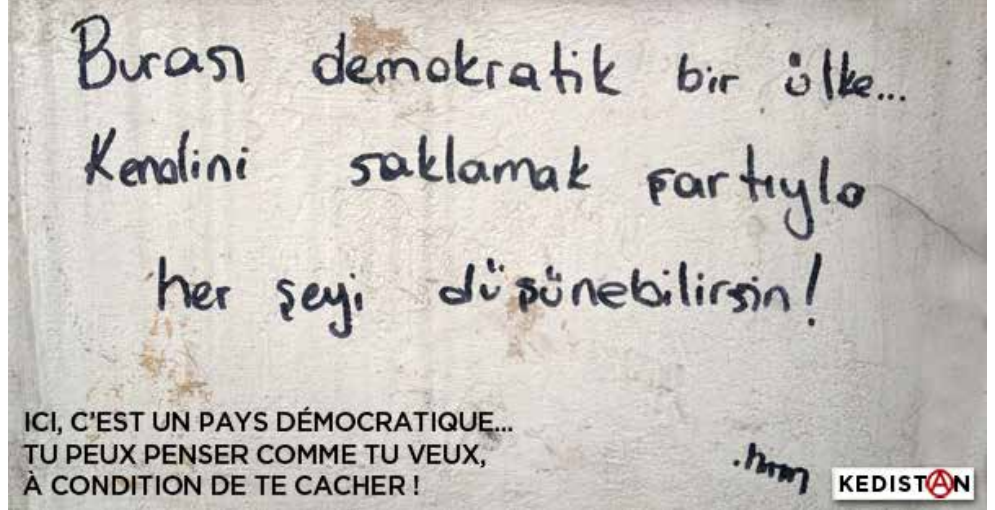 Burası demokratik bir ülke...
Kendini saklamak şartıyla
her şeyi düşünebilirsin!
ICI, C'EST UN PAYS DÉMOCRATIQUE...
TU PEUX PENSER COMME TU VEUX,
À CONDITION DE TE CACHER !
KEDISTAN